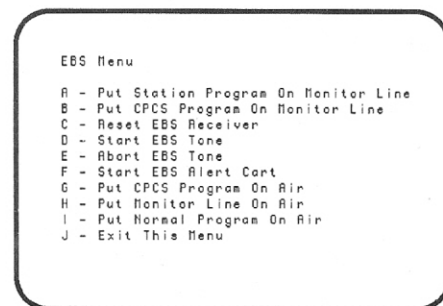 EBS Menu
A - Put Station Program On Monitor Line
B - Put CPCS Program On Monitor Line
C - Reset EBS Receiver
D - Start EBS Tone
E - Abort EBS Tone
F - Start EBS Alert Cart
G - Put CPCS Program On Air
H - Put Monitor Line On Air
I - Put Normal Program On Air
J - Exit This Menu